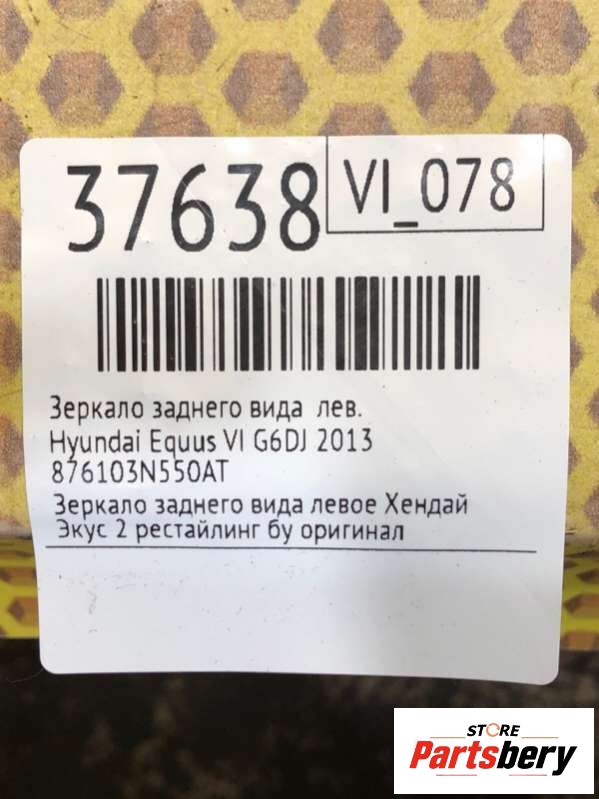 37638
VI_078
Зеркало заднего вида лев.
Hyundai Equus VI G6DJ 2013
876103N550AT
Зеркало заднего вида левое Хендай
Экус 2 рестайлинг бу оригинал
STORE
Partsbery